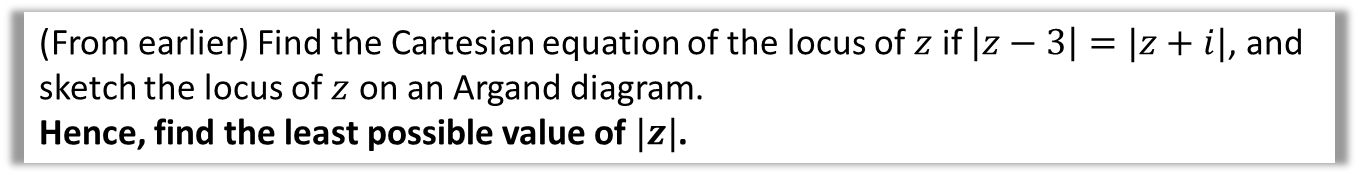 (From earlier) Find the Cartesian equation of the locus of 𝑧 if |𝑧 − 3| = |𝑧 + 𝑖|, and
sketch the locus of 𝑧 on an Argand diagram.
Hence, find the least possible value of |𝒛|.